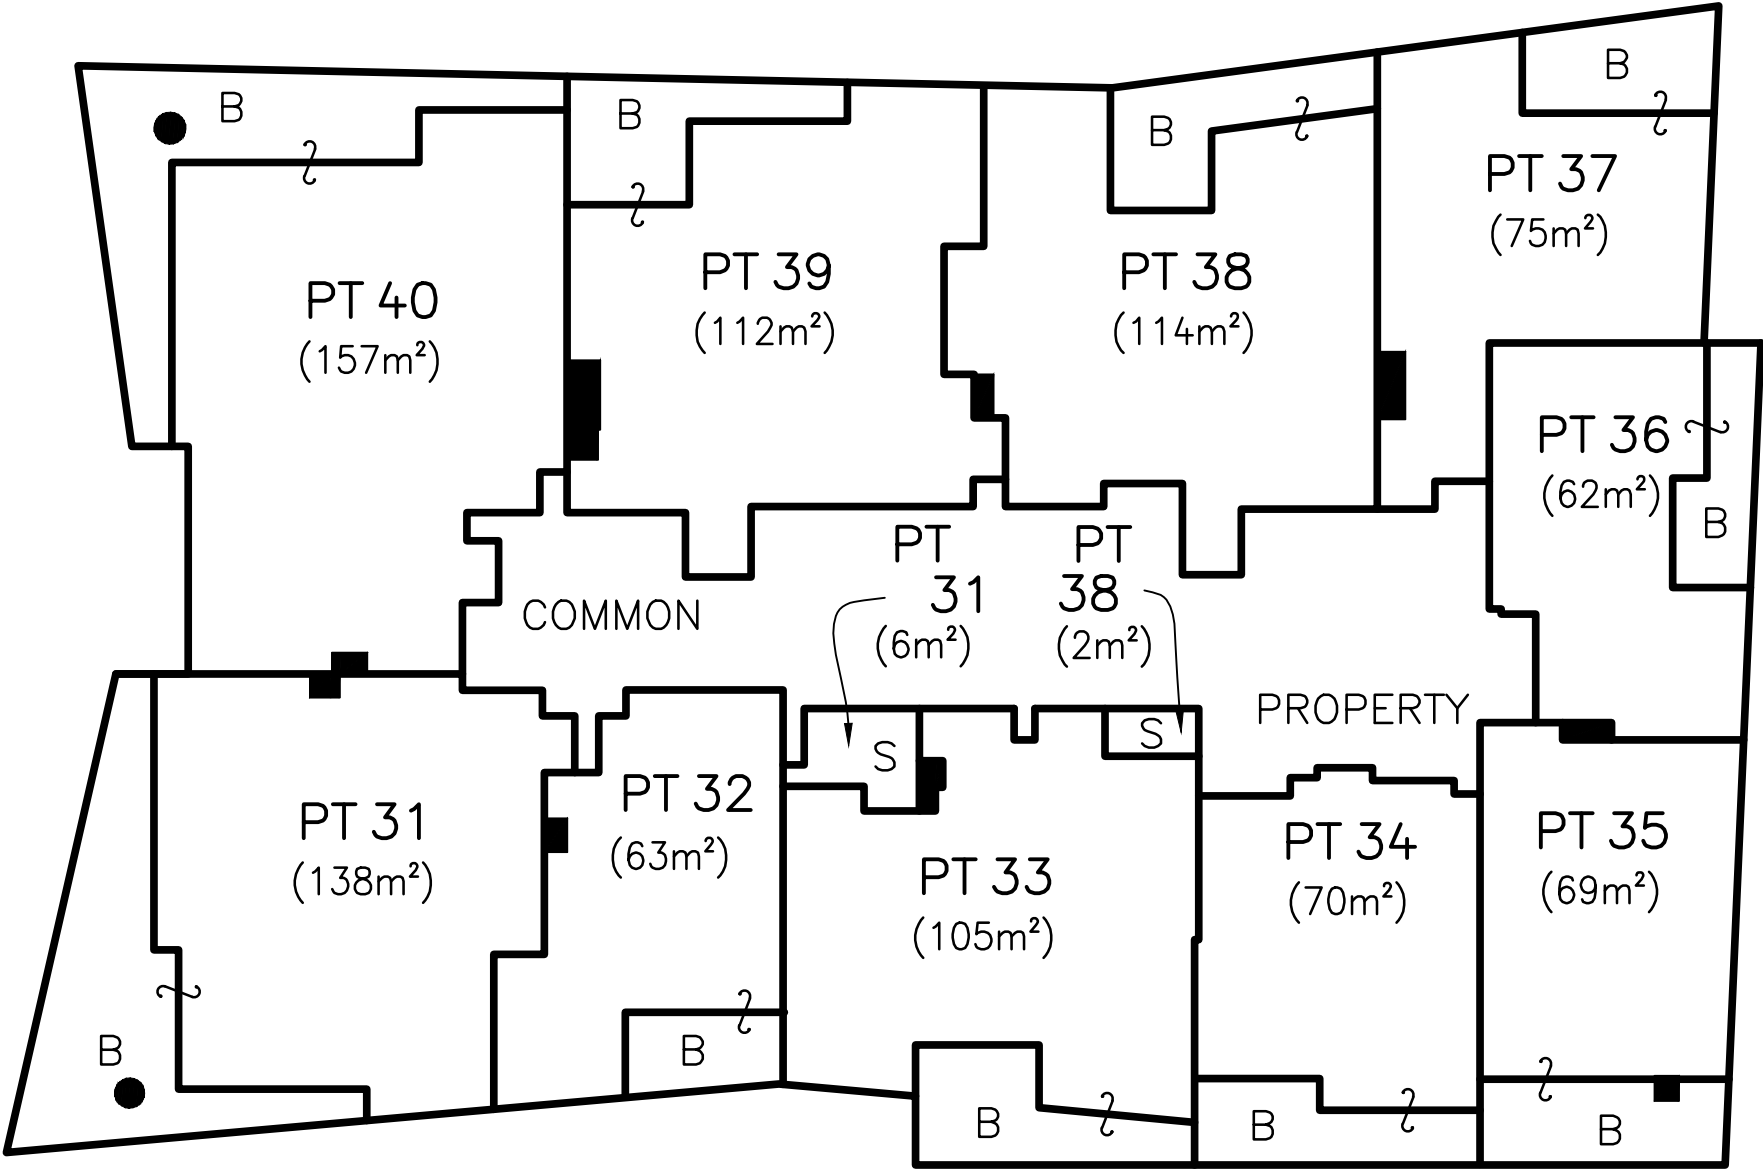 B
B
B
B
PT 37
(75m²)
PT 40
(157m²)
PT 39
(112m²)
PT 38
(114m²)
PT 36
(62m²)
B
PT
31
(6m²)
PT
38
(2m²)
COMMON
PROPERTY
S
S
PT 31
(138m²)
PT 32
(63m²)
PT 33
(105m²)
PT 34
(70m²)
PT 35
(69m²)
B
B
B
B
B